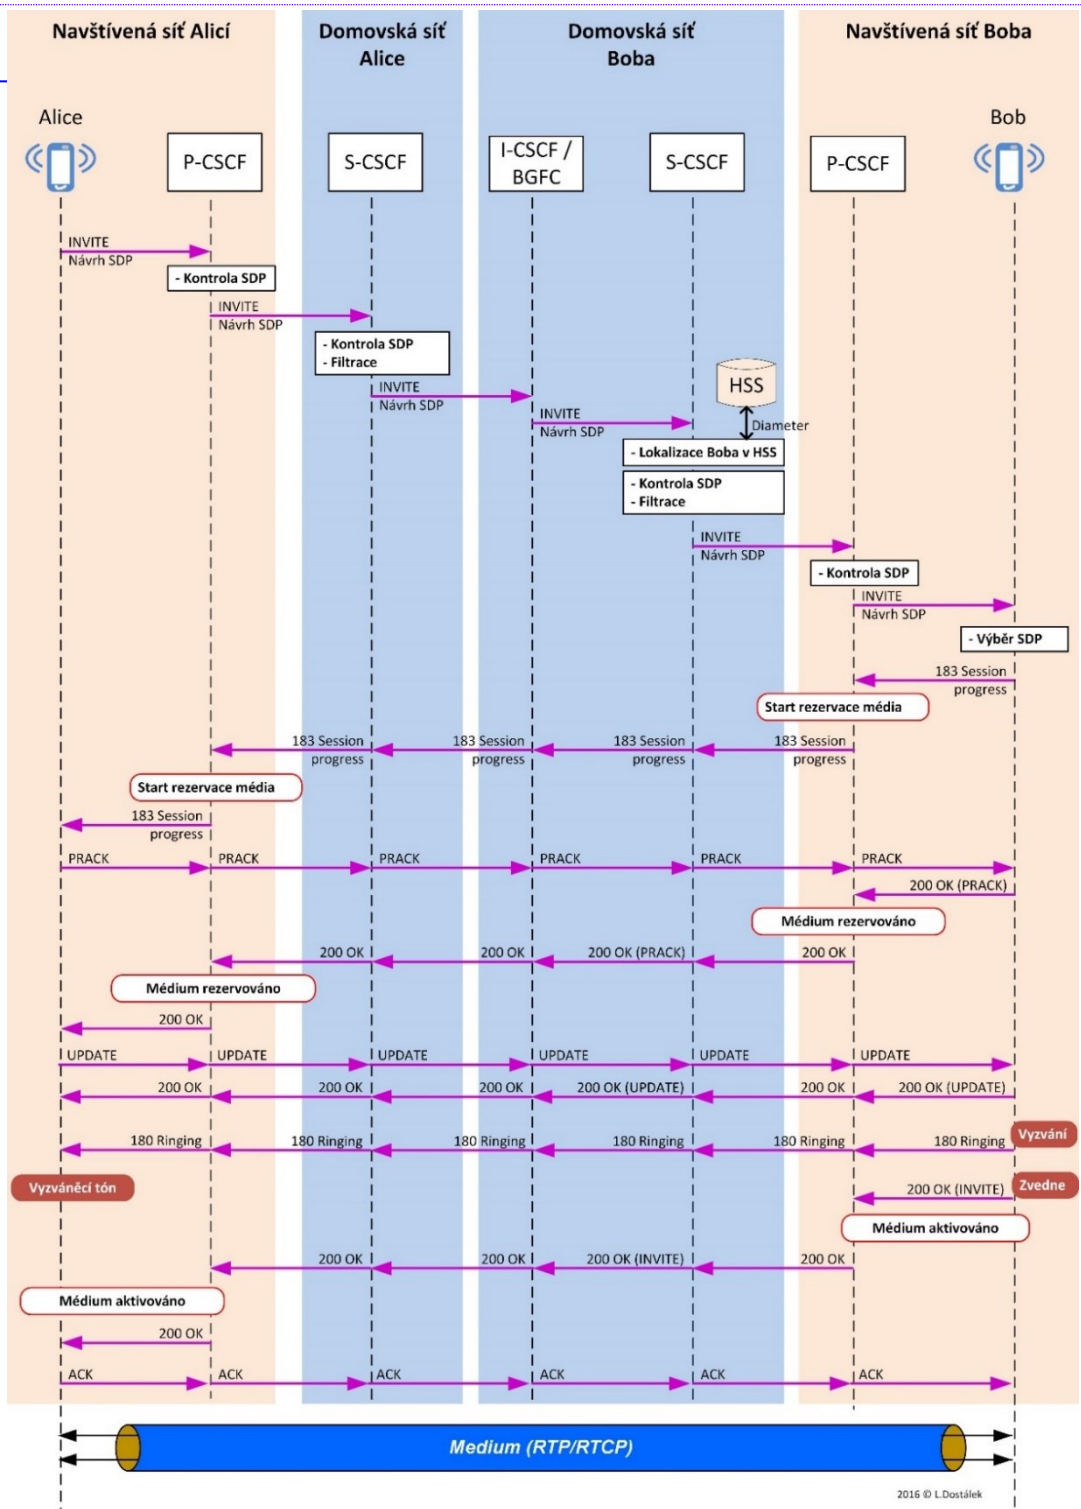 Navštívená síť Alicí
Domovská síť
Alice
Domovská síť
Boba
Navštívená síť Boba
Alice
Bob
P-CSCF
S-CSCF
I-CSCF /
BGFC
S-CSCF
P-CSCF
INVITE
Návrh SDP
- Kontrola SDP
INVITE
Návrh SDP
- Kontrola SDP
- Filtrace
INVITE
Návrh SDP
HSS
INVITE
Návrh SDP
Diameter
- Lokalizace Boba v HSS
- Kontrola SDP
- Filtrace
INVITE
Návrh SDP
- Kontrola SDP
INVITE
Návrh SDP
- Výběr SDP
183 Session
progress
Start rezervace média
183 Session
progress
183 Session
progress
183 Session
progress
183 Session
progress
Start rezervace média
183 Session
progress
PRACK PRACK PRACK PRACK PRACK PRACK
200 OK (PRACK)
Médium rezervováno
200 OK 200 OK 200 OK (PRACK) 200 OK
Médium rezervováno
200 OK
UPDATE UPDATE UPDATE UPDATE UPDATE UPDATE
200 OK 200 OK 200 OK 200 OK (UPDATE) 200 OK 200 OK (UPDATE)
180 Ringing 180 Ringing 180 Ringing 180 Ringing 180 Ringing 180 Ringing
Vyzvání
Vyzváněcí tón
200 OK (INVITE)
Zvedne
Médium aktivováno
200 OK 200 OK 200 OK (INVITE) 200 OK
Médium aktivováno
200 OK
ACK ACK ACK ACK ACK ACK
Medium (RTP/RTCP)
2016 © L.Dostálek